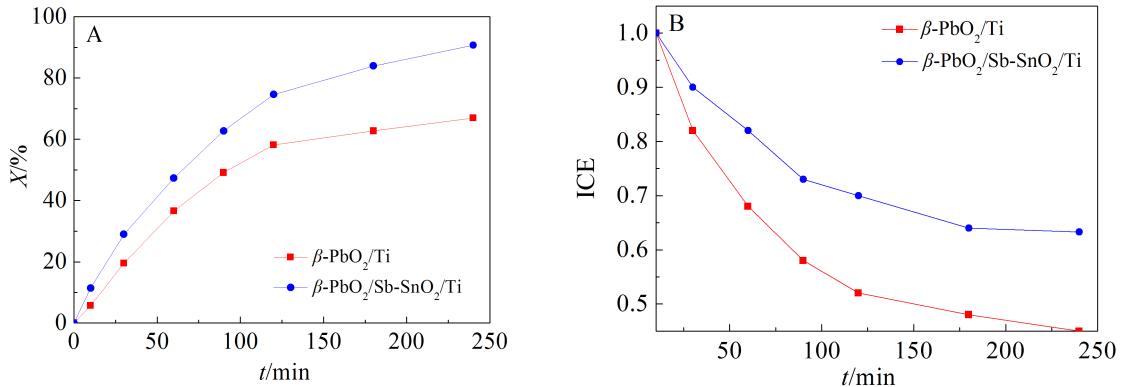 A
100
80
60
40
20
0
X/%
β-PbO₂/Ti
β-PbO₂/Sb-SnO₂/Ti
0 50 100 150 200 250
t/min
B
1.0
0.9
0.8
0.7
0.6
0.5
ICE
β-PbO₂/Ti
β-PbO₂/Sb-SnO₂/Ti
50 100 150 200 250
t/min